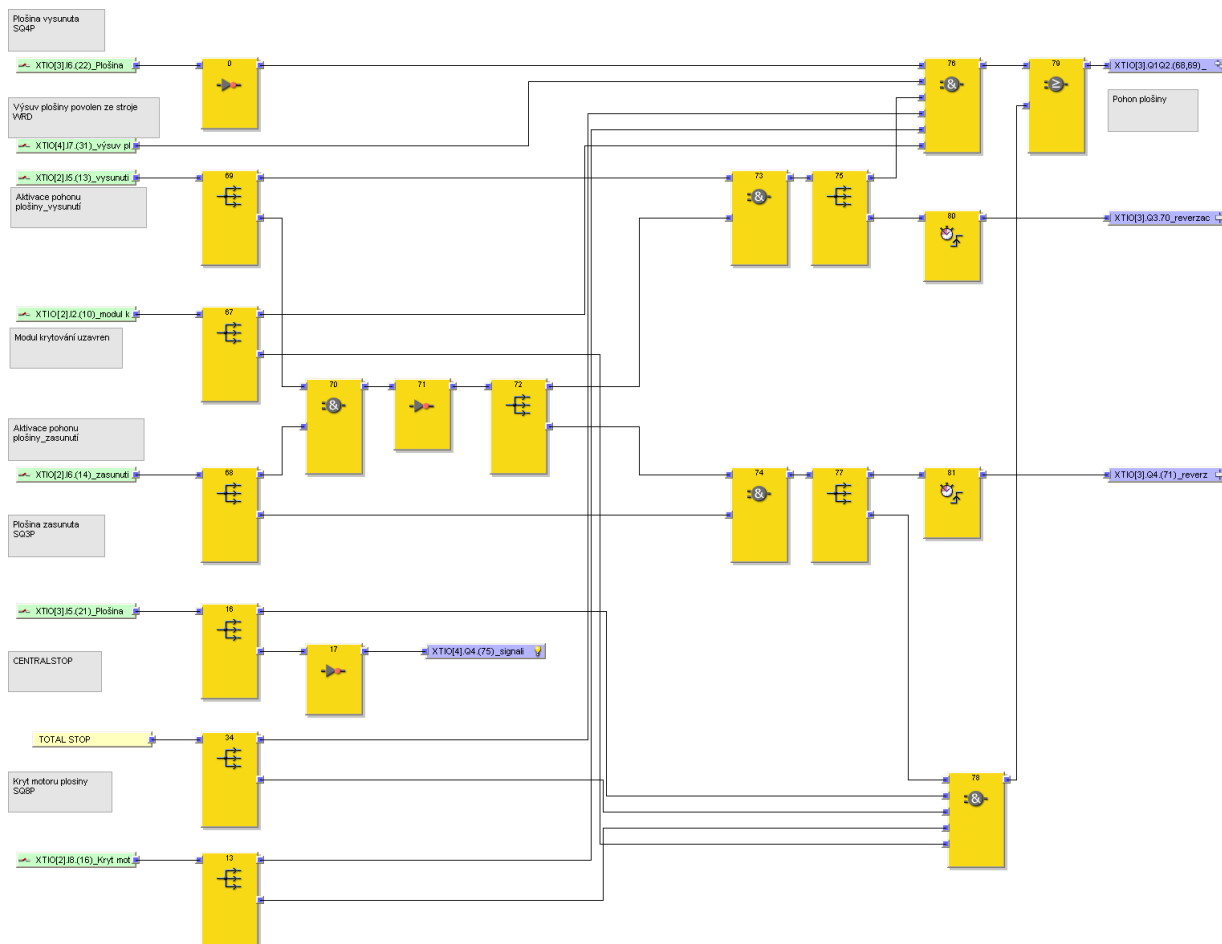 Plošina vysunuta
SQ4P
XTIO[3].I6.(22)_Plošina
0
76
79
XTIO[3].Q1Q2.(68,69)_
Pohon plošiny
Výsuv plošiny povolen ze stroje
WRD
XTIO[4].I7.(31)_výsuv pl
XTIO[2].I5.(13)_vysunutí
69
73
75
Aktivace pohonu
plošiny_vysunutí
80
XTIO[3].Q3.70_reverzac
XTIO[2].I2.(10)_modul k
67
Modul krytování uzavren
70
71
72
Aktivace pohonu
plošiny_zasunutí
XTIO[2].I6.(14)_zasunutí
68
74
77
81
XTIO[3].Q4.(71)_reverz
Plošina zasunuta
SQ3P
XTIO[3].I5.(21)_Plošina
16
17
XTIO[4].Q4.(75)_signali
CENTRALSTOP
TOTAL STOP
34
Kryt motoru plosiny
SQ8P
78
XTIO[2].I8.(16)_Kryt mot
13